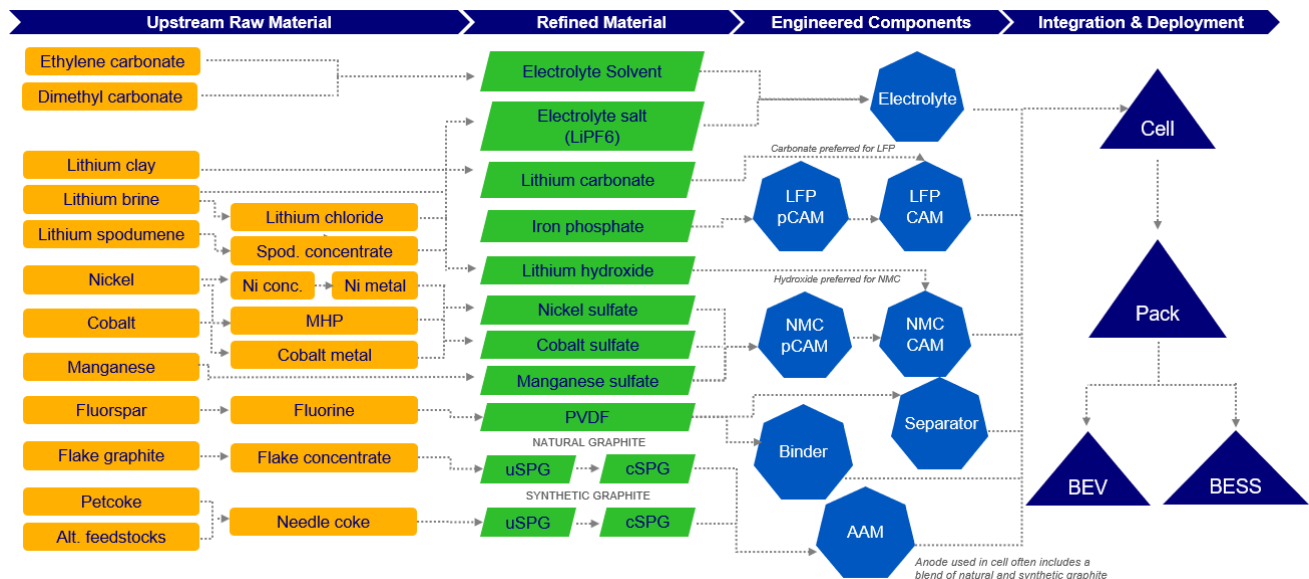 Upstream Raw Material
Refined Material
Engineered Components
Integration & Deployment
Ethylene carbonate
Dimethyl carbonate
Lithium clay
Lithium brine
Lithium spodumene
Lithium chloride
Spod. concentrate
Nickel
Ni conc.
Ni metal
Cobalt
MHP
Cobalt metal
Manganese
Fluorspar
Fluorine
Flake graphite
Flake concentrate
Petcoke
Alt. feedstocks
Needle coke
Electrolyte Solvent
Electrolyte salt
(LiPF6)
Lithium carbonate
Iron phosphate
Lithium hydroxide
Nickel sulfate
Cobalt sulfate
Manganese sulfate
PVDF
NATURAL GRAPHITE
uSPG
cSPG
SYNTHETIC GRAPHITE
uSPG
cSPG
Electrolyte
Carbonate preferred for LFP
LFP
pCAM
LFP
CAM
Hydroxide preferred for NMC
NMC
pCAM
NMC
CAM
Separator
Binder
AAM
Anode used in cell often includes a
blend of natural and synthetic graphite
Cell
Pack
BEV
BESS